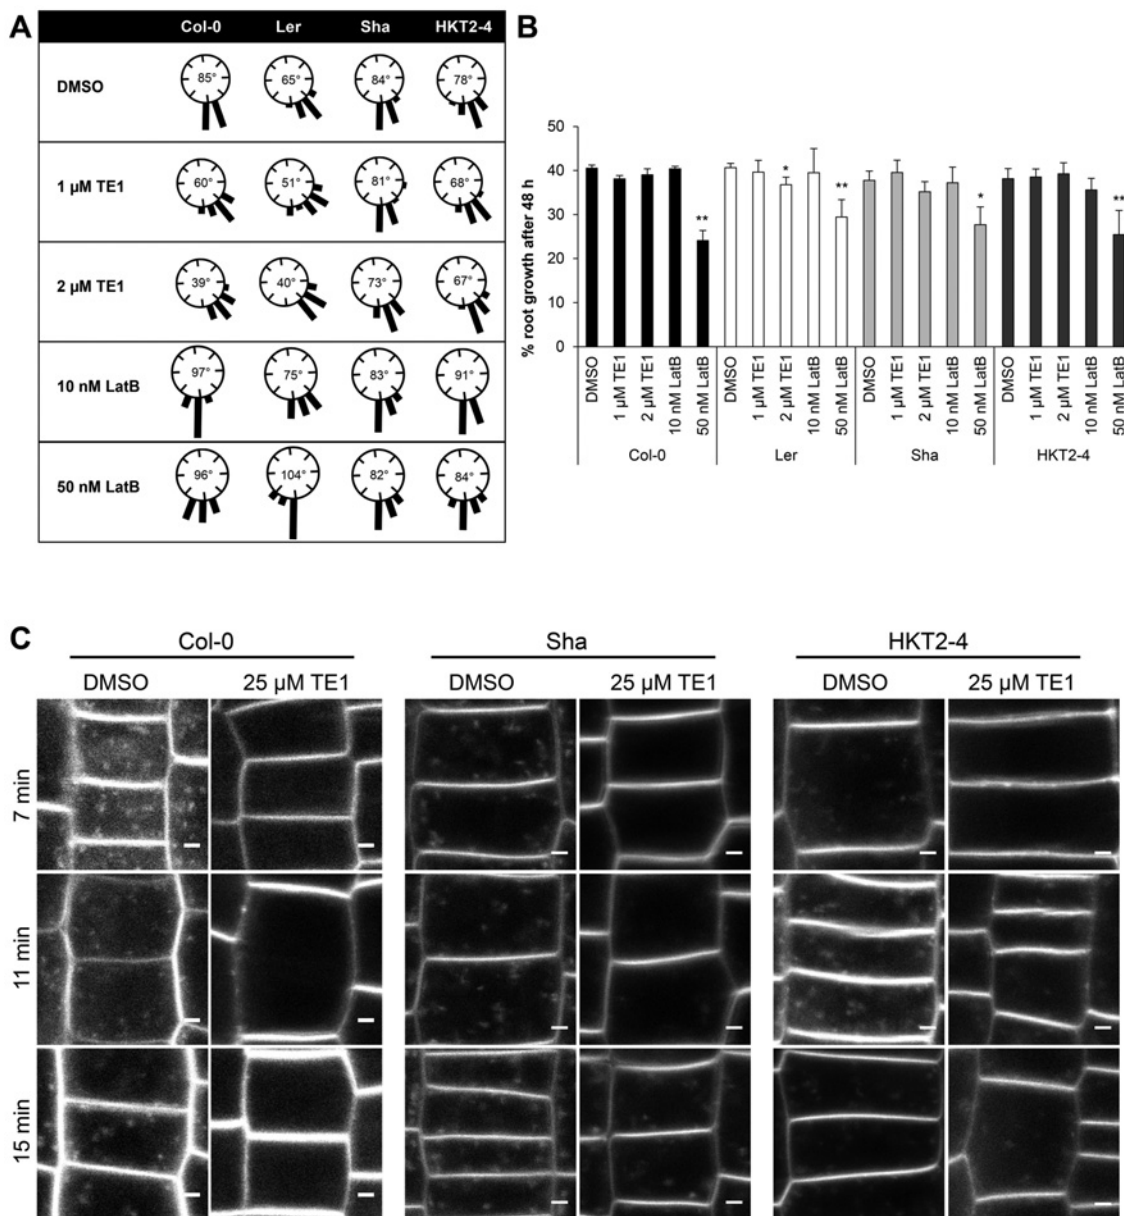 A
Col-0 Ler Sha HKT2-4
DMSO 85° 65° 84° 78°
1 µM TE1 60° 51° 81° 68°
2 µM TE1 39° 40° 73° 67°
10 nM LatB 97° 75° 83° 91°
50 nM LatB 96° 104° 82° 84°
B
% root growth after 48 h
50
40
30
20
10
0
** * ** * **
DMSO 1 µM TE1 2 µM TE1 10 nM LatB 50 nM LatB DMSO 1 µM TE1 2 µM TE1 10 nM LatB 50 nM LatB DMSO 1 µM TE1 2 µM TE1 10 nM LatB 50 nM LatB DMSO 1 µM TE1 2 µM TE1 10 nM LatB 50 nM LatB
Col-0 Ler Sha HKT2-4
C
Col-0 Sha HKT2-4
DMSO 25 µM TE1 DMSO 25 µM TE1 DMSO 25 µM TE1
7 min
11 min
15 min